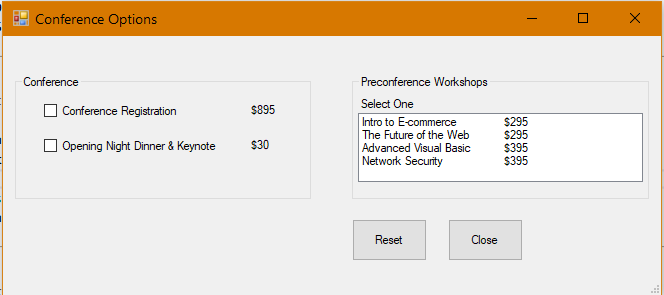 Conference Options
Conference
Conference Registration $895
Opening Night Dinner & Keynote $30
Preconference Workshops
Select One
Intro to E-commerce $295
The Future of the Web $295
Advanced Visual Basic $395
Network Security $395
Reset Close